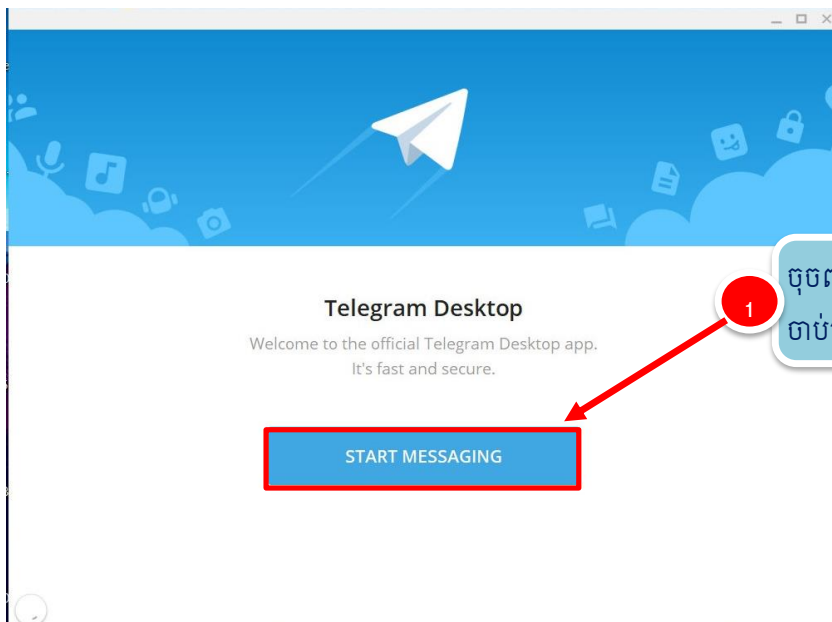 Telegram Desktop
Welcome to the official Telegram Desktop app.
It's fast and secure.
START MESSAGING
1